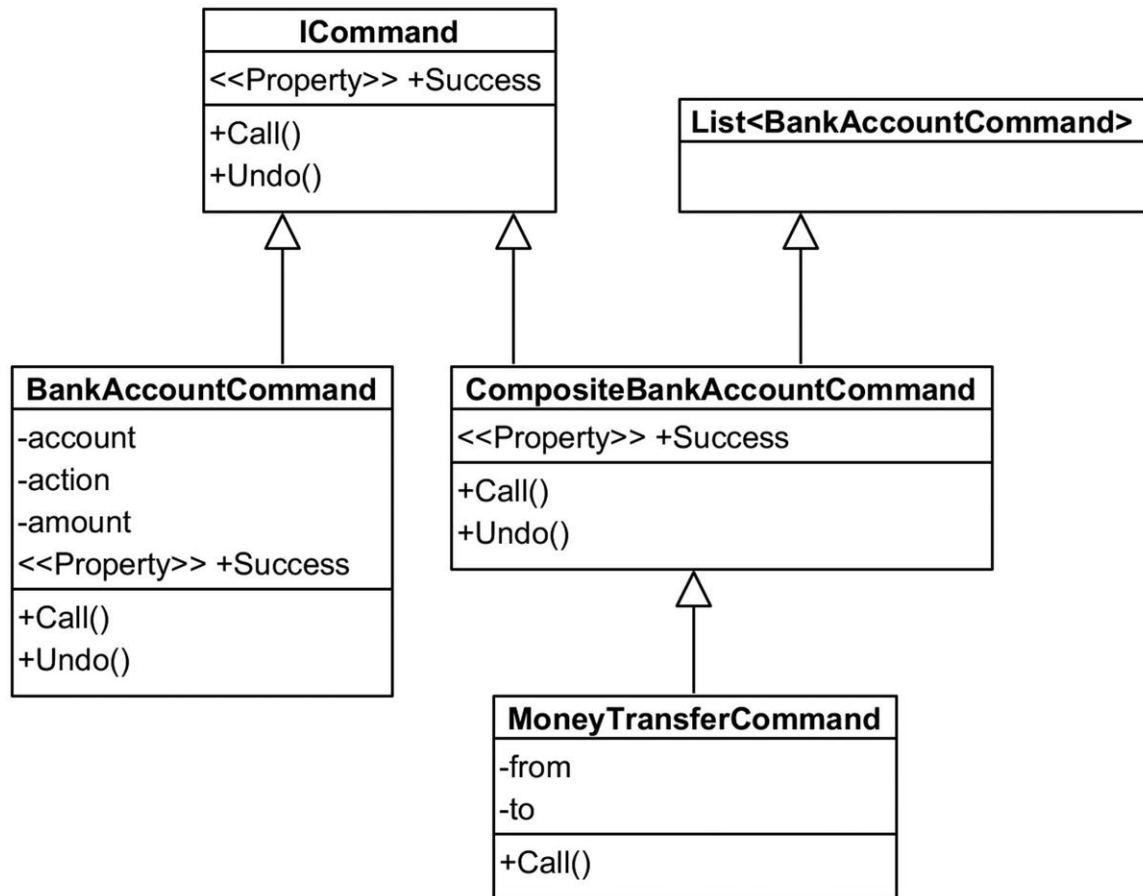 ICommand
<<Property>> +Success
+Call()
+Undo()
List<BankAccountCommand>
BankAccountCommand
-account
-action
-amount
<<Property>> +Success
+Call()
+Undo()
CompositeBankAccountCommand
<<Property>> +Success
+Call()
+Undo()
MoneyTransferCommand
-from
-to
+Call()